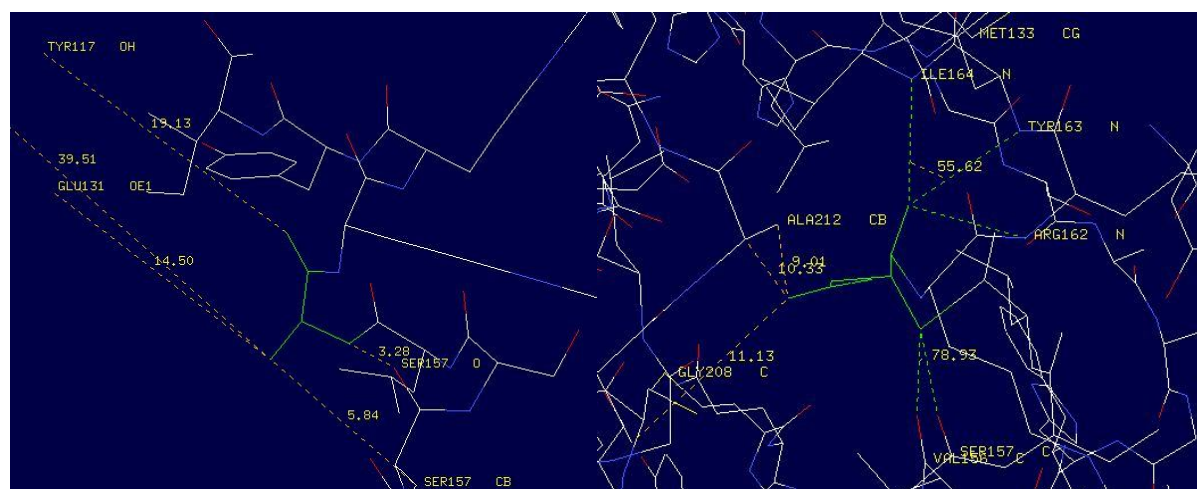 TYR117 OH
19.13
39.51
GLU131 OE1
14.50
3.28
SER157 O
5.84
SER157 CB
MET133 CG
ILE164 N
TYR163 N
55.62
ALA212 CB
ARG162 N
9.01
10.33
11.13
78.93
GLY208 C
SER157 C
VAL156 C